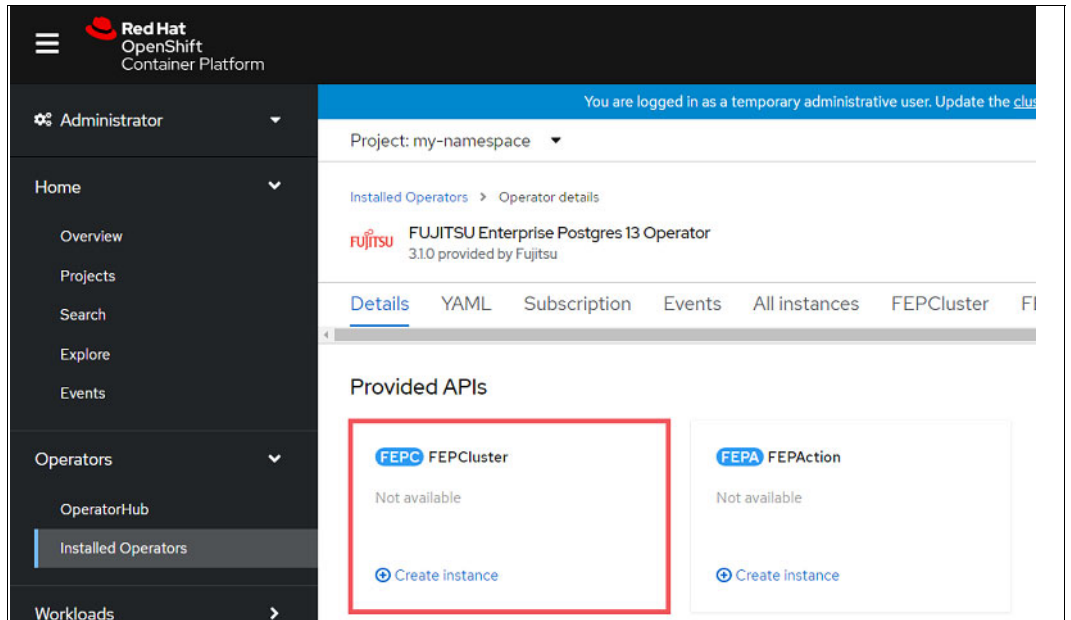 Red Hat
OpenShift
Container Platform
Administrator
Home
Overview
Projects
Search
Explore
Events
Operators
OperatorHub
Installed Operators
Workloads
You are logged in as a temporary administrative user. Update the
Project: my-namespace
Installed Operators > Operator details
FUJITSU
FUJITSU Enterprise Postgres 13 Operator
3.1.0 provided by Fujitsu
Details YAML Subscription Events All instances FEPCluster
Provided APIs
FEPC FEPCluster
Not available
Create instance
FEPA FEPAction
Not available
Create instance